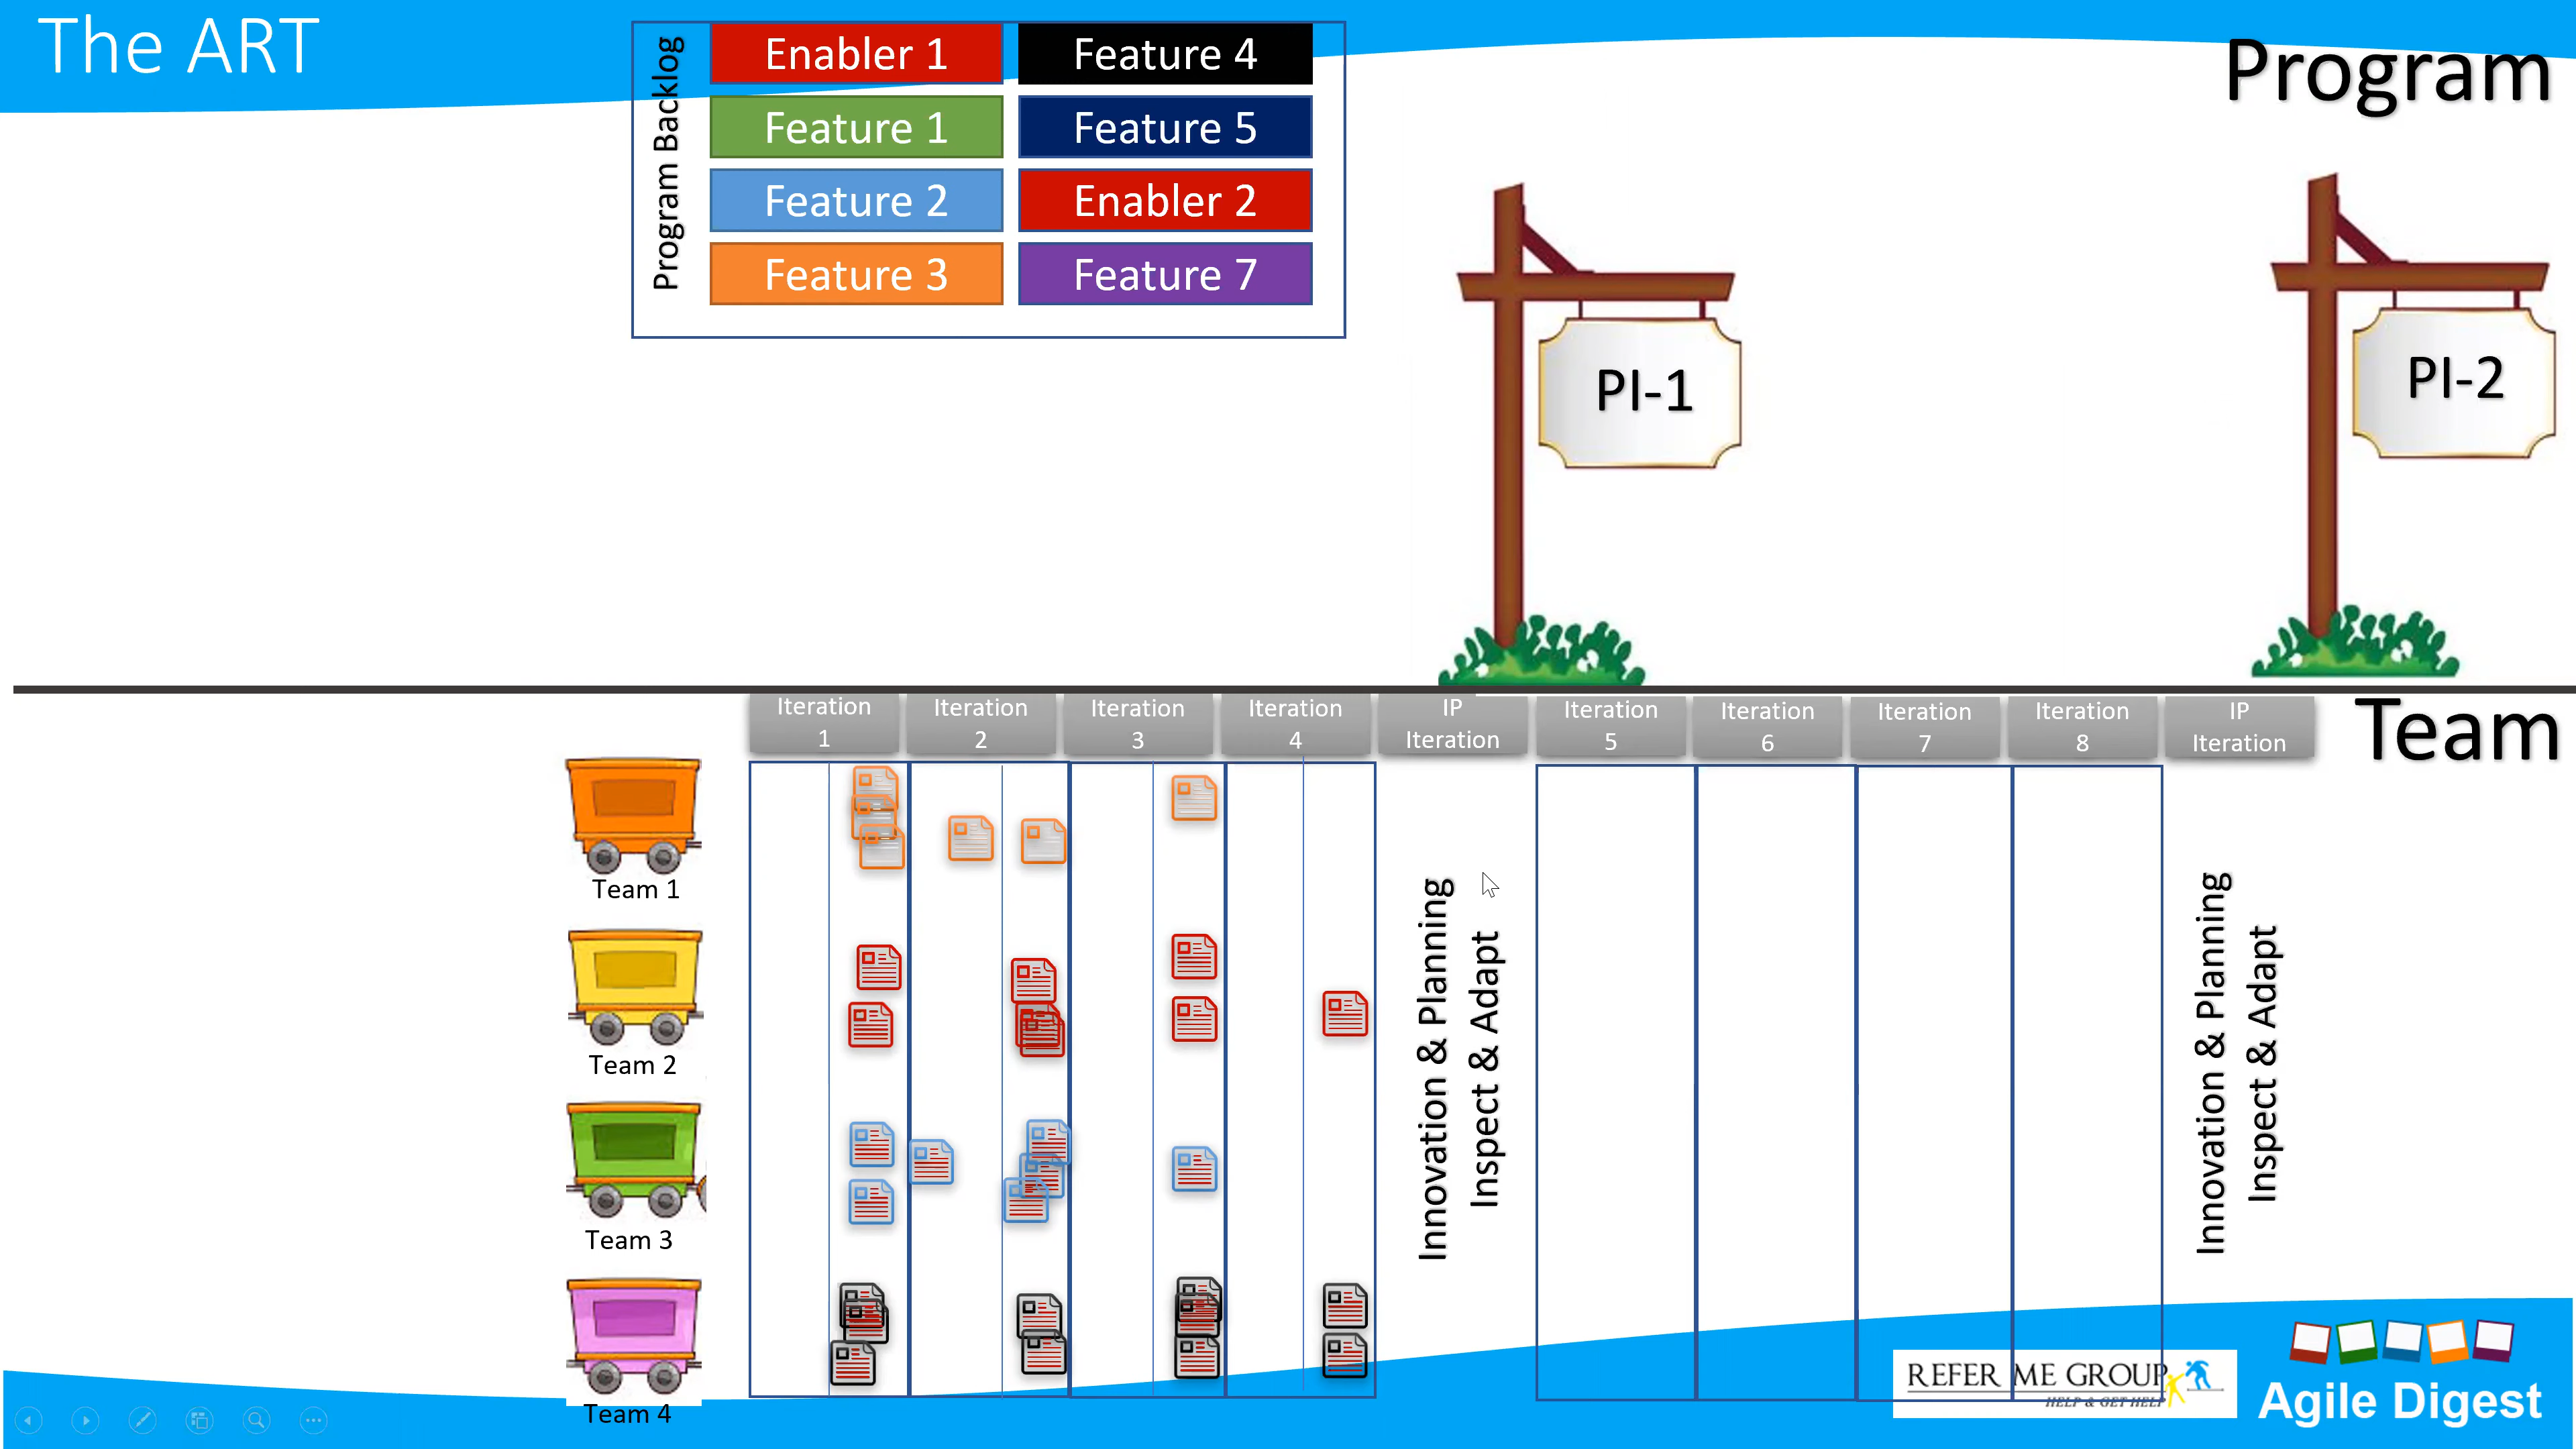 The ART
Program Backlog
Enabler 1
Feature 4
Feature 1
Feature 5
Feature 2
Enabler 2
Feature 3
Feature 7
Program
PI-1
PI-2
Iteration
1
Iteration
2
Iteration
3
Iteration
4
IP
Iteration
Iteration
5
Iteration
6
Iteration
7
Iteration
8
IP
Iteration
Team
Team 1
Team 2
Team 3
Team 4
Innovation & Planning
Inspect & Adapt
Innovation & Planning
Inspect & Adapt
REFER ME GROUP
HELP & GET HELP
Agile Digest